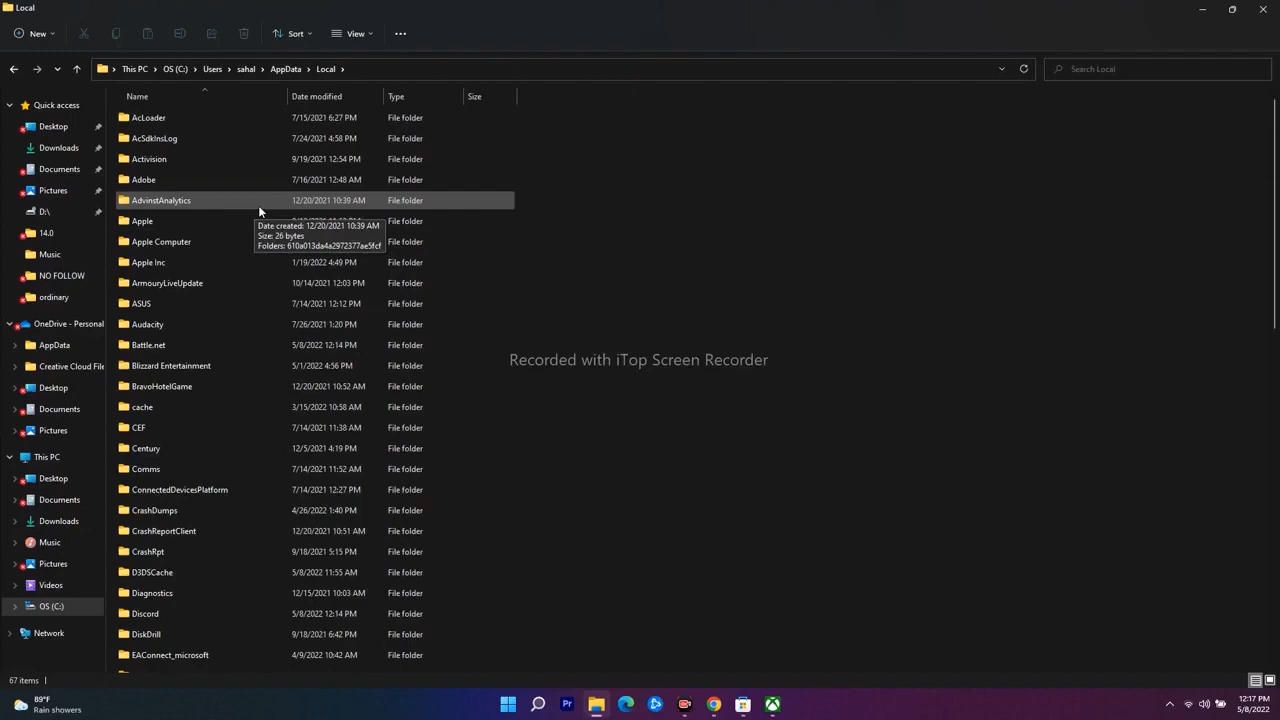 Local
New
Sort
View
This PC > OS (C:) > Users > sahal > AppData > Local >
Search Local
Name Date modified Type Size
Quick access
Desktop
Downloads
Documents
Pictures
D:\
14.0
Music
NO FOLLOW
ordinary
OneDrive - Personal
AppData
Creative Cloud File
Desktop
Documents
Pictures
This PC
Desktop
Documents
Downloads
Music
Pictures
Videos
OS (C:)
Network
AcLoader 7/15/2021 6:27 PM File folder
AcSdkInsLog 7/24/2021 4:58 PM File folder
Activision 9/19/2021 12:54 PM File folder
Adobe 7/16/2021 12:48 AM File folder
AdvinstAnalytics 12/20/2021 10:39 AM File folder
Apple File folder
Date created: 12/20/2021 10:39 AM
Size: 26 bytes
Folders: 610a013da4a2972377ae5fcf
Apple Computer File folder
Apple Inc 1/19/2022 4:49 PM File folder
ArmouryLiveUpdate 10/14/2021 12:03 PM File folder
ASUS 7/14/2021 12:12 PM File folder
Audacity 7/26/2021 1:20 PM File folder
Battle.net 5/8/2022 12:14 PM File folder
Blizzard Entertainment 5/1/2022 4:56 PM File folder
BravoHotelGame 12/20/2021 10:52 AM File folder
cache 3/15/2022 10:58 AM File folder
CEF 7/14/2021 11:38 AM File folder
Century 12/5/2021 4:19 PM File folder
Comms 7/14/2021 11:52 AM File folder
ConnectedDevicesPlatform 7/14/2021 12:27 PM File folder
CrashDumps 4/26/2022 1:40 PM File folder
CrashReportClient 12/20/2021 10:51 AM File folder
CrashRpt 9/18/2021 5:15 PM File folder
D3DSCache 5/8/2022 11:55 AM File folder
Diagnostics 12/15/2021 10:03 AM File folder
Discord 5/8/2022 12:14 PM File folder
DiskDrill 9/18/2021 6:42 PM File folder
EAConnect_microsoft 4/9/2022 10:42 AM File folder
Recorded with iTop Screen Recorder
67 items
89°F
Rain showers
Pr
12:17 PM
5/8/2022